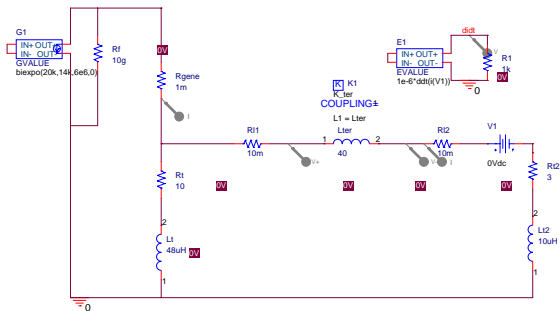 G1
IN+ OUT+
IN- OUT-
GVALUE
biexpo(20k,14k,6e6,0)
Rf
10g
0V
Rgene
1m
I
K K1
K_ter
COUPLING±
L1 = Lter
didt
E1
IN+ OUT+
IN- OUT-
EVALUE
1e-6*ddt(i(V1))
V
R1
1k
0V
0
Rl1
10m
V+
1
Lter
2
40
V-
I
Rl2
10m
V1
0Vdc
Rt
10
0V
0V
0V
0V
Rt2
3
2
Lt
48uH
1
0V
2
Lt2
10uH
1
0